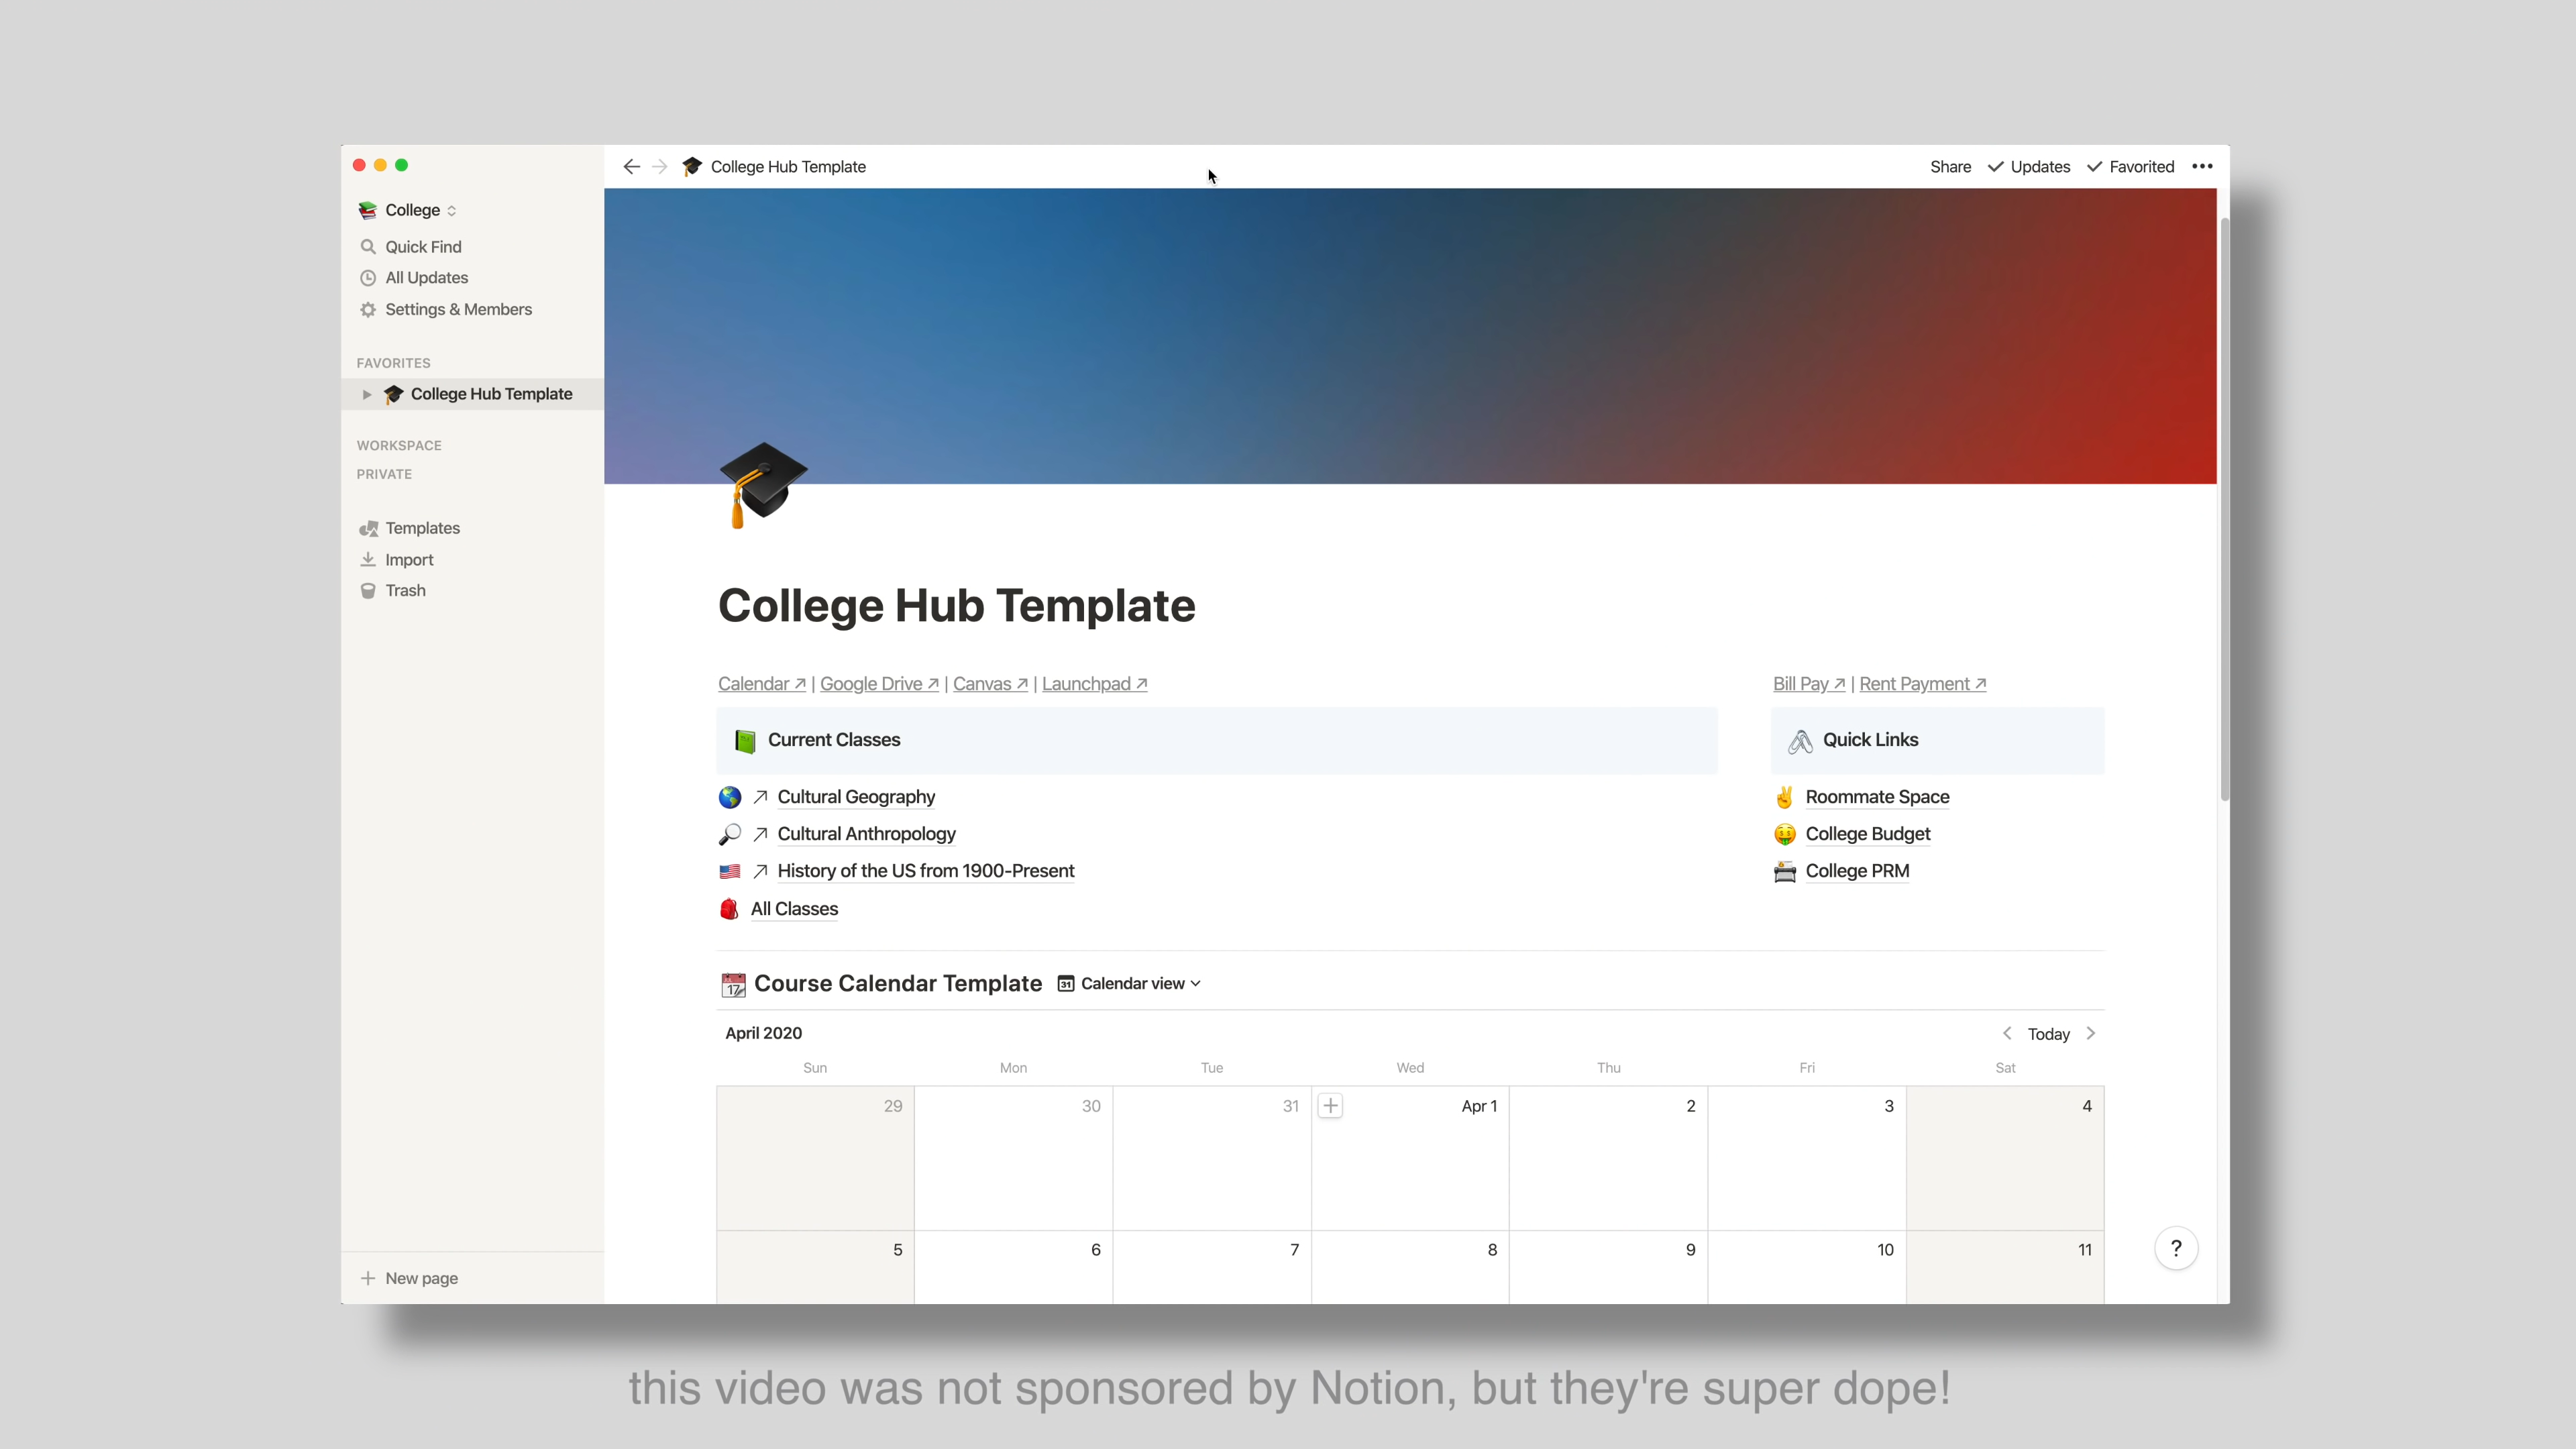 College Hub Template
Share Updates Favorited •••
College
Quick Find
All Updates
Settings & Members
FAVORITES
College Hub Template
WORKSPACE
PRIVATE
Templates
Import
Trash
New page
College Hub Template
Calendar ↗ | Google Drive ↗ | Canvas ↗ | Launchpad ↗
Current Classes
↗ Cultural Geography
↗ Cultural Anthropology
↗ History of the US from 1900-Present
All Classes
Bill Pay ↗ | Rent Payment ↗
Quick Links
Roommate Space
College Budget
College PRM
17 Course Calendar Template 31 Calendar view
April 2020
Today
Sun Mon Tue Wed Thu Fri Sat
29 30 31 Apr 1 2 3 4
5 6 7 8 9 10 11
?
this video was not sponsored by Notion, but they're super dope!